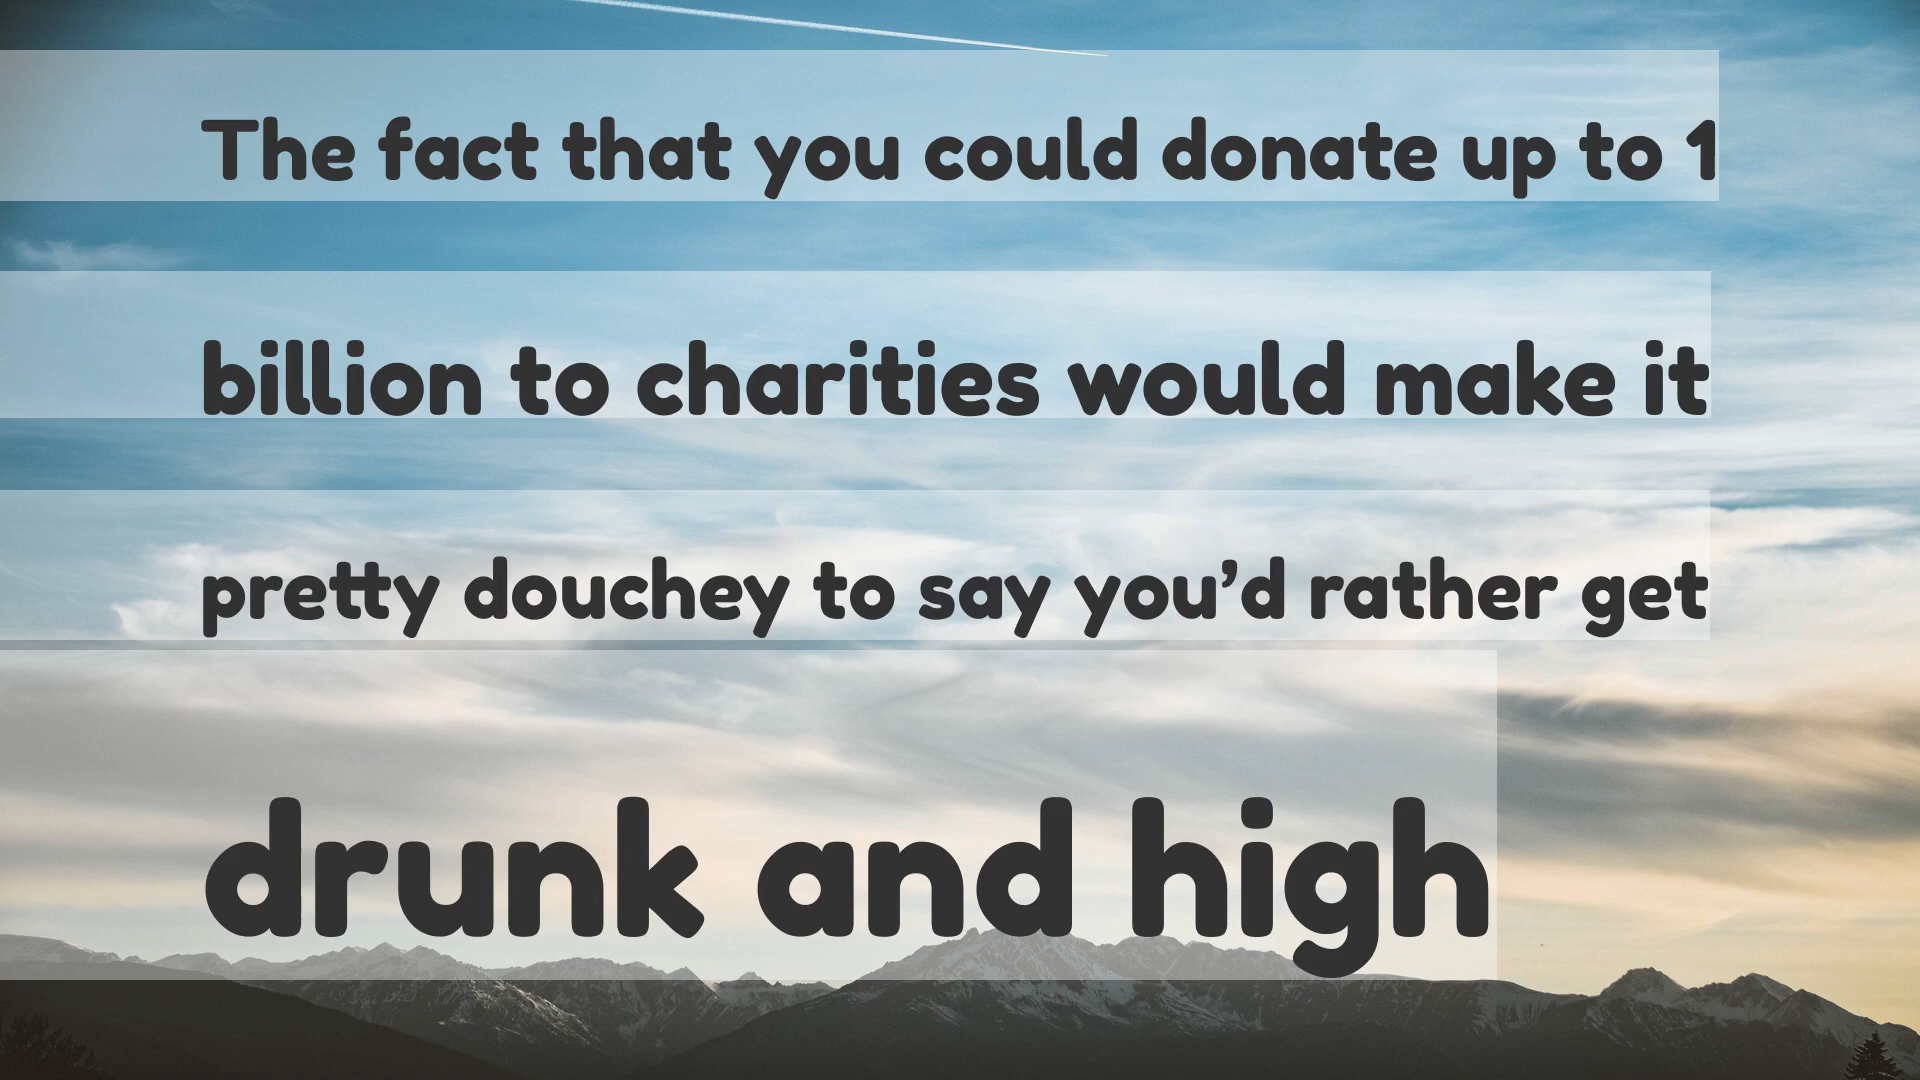 The fact that you could donate up to 1
billion to charities would make it
pretty douchey to say you’d rather get
drunk and high